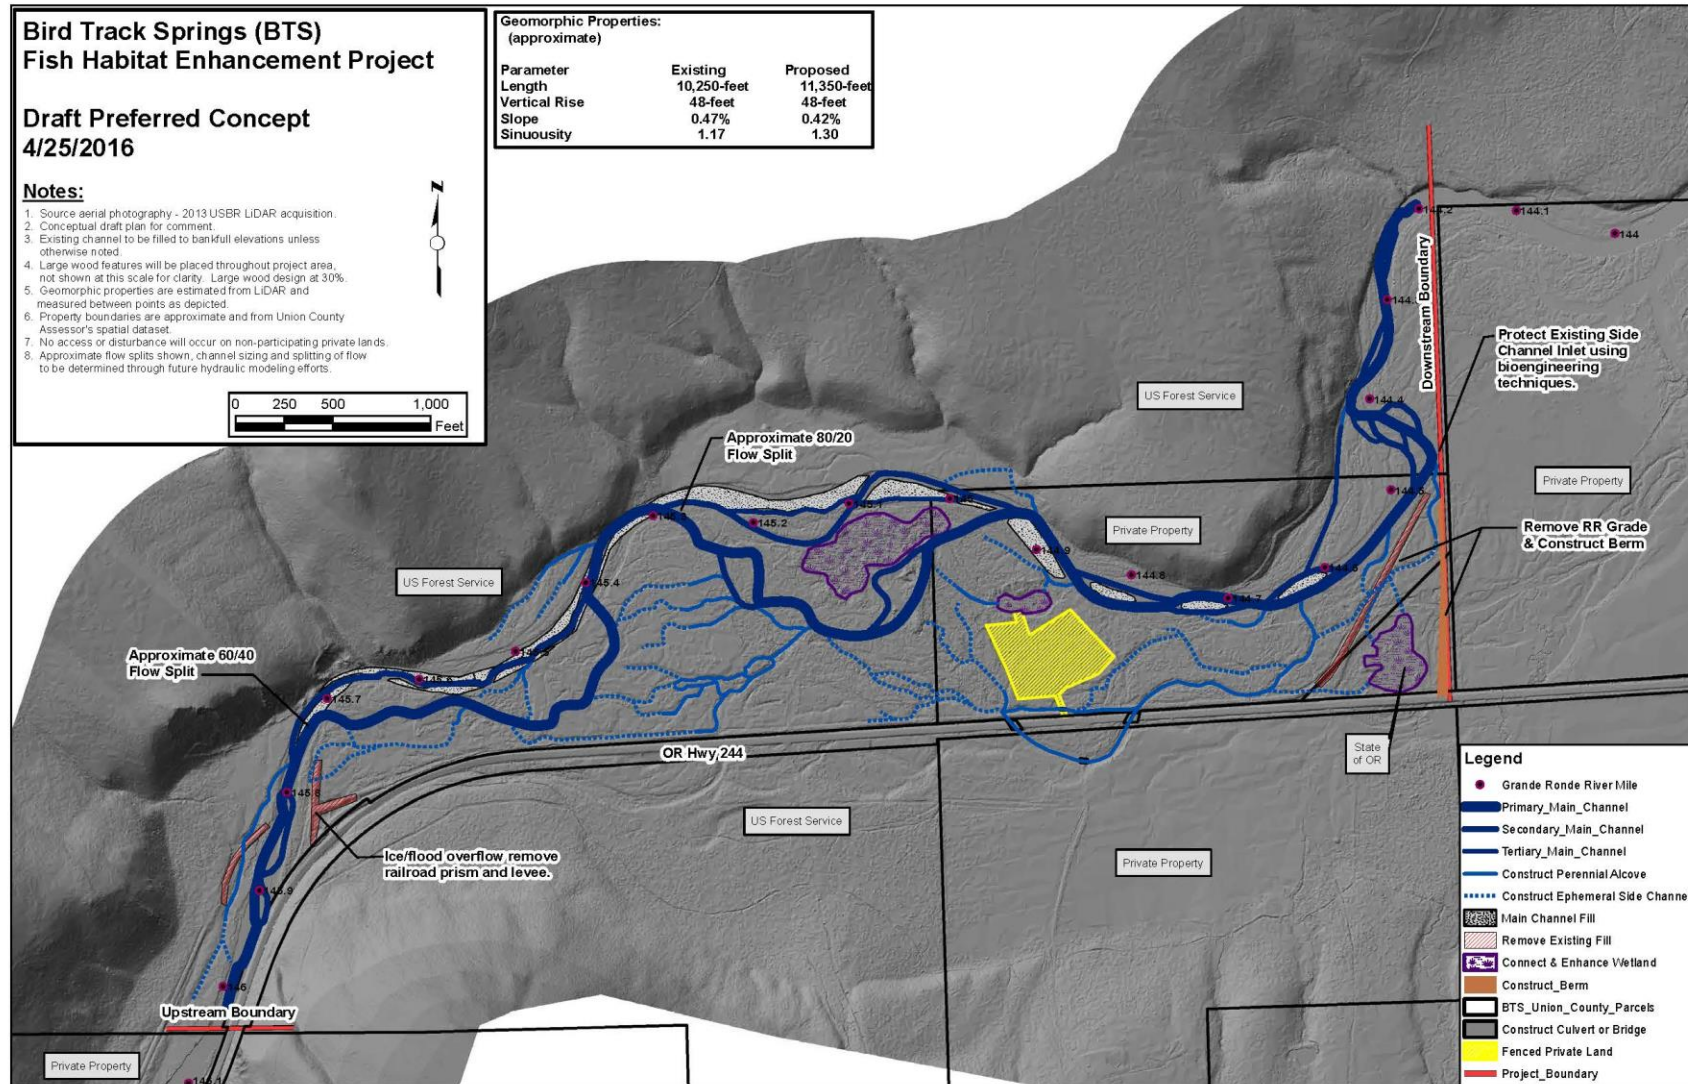 Bird Track Springs (BTS)
Fish Habitat Enhancement Project
Draft Preferred Concept
4/25/2016
Notes:
1. Source aerial photography - 2013 USBR LiDAR acquisition.
2. Conceptual draft plan for comment.
3. Existing channel to be filled to bankfull elevations unless
otherwise noted.
4. Large wood features will be placed throughout project area,
not shown at this scale for clarity. Large wood design at 30%.
5. Geomorphic properties are estimated from LiDAR and
measured between points as depicted.
6. Property boundaries are approximate and from Union County
Assessor's spatial dataset.
7. No access or disturbance will occur on non-participating private lands.
8. Approximate flow splits shown, channel sizing and splitting of flow
to be determined through future hydraulic modeling efforts.
N
0 250 500 1,000
Feet
Geomorphic Properties:
(approximate)
Parameter Existing Proposed
Length 10,250-feet 11,350-feet
Vertical Rise 48-feet 48-feet
Slope 0.47% 0.42%
Sinuousity 1.17 1.30
144.2
144.1
144
Downstream Boundary
Protect Existing Side
Channel Inlet using
bioengineering
techniques.
US Forest Service
144.4
Approximate 80/20
Flow Split
Private Property
145.2
145.1
Private Property
Remove RR Grade
& Construct Berm
144.9
144.8
US Forest Service
145.4
144.7
Approximate 60/40
Flow Split
145.7
OR Hwy 244
State
of OR
145.8
US Forest Service
Private Property
Ice/flood overflow remove
railroad prism and levee.
145.9
146
Upstream Boundary
Private Property
146.1
Legend
Grande Ronde River Mile
Primary_Main_Channel
Secondary_Main_Channel
Tertiary_Main_Channel
Construct Perennial Alcove
Construct Ephemeral Side Channe
Main Channel Fill
Remove Existing Fill
Connect & Enhance Wetland
Construct_Berm
BTS_Union_County_Parcels
Construct Culvert or Bridge
Fenced Private Land
Project_Boundary